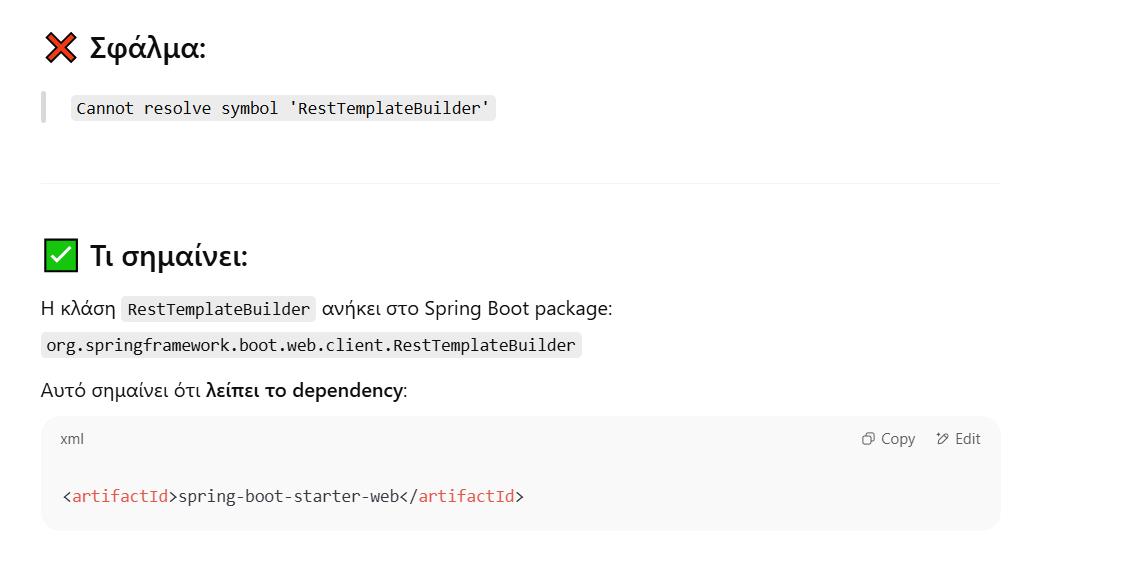 ❌ Σφάλμα:
Cannot resolve symbol 'RestTemplateBuilder'
✅ Τι σημαίνει:
Η κλάση RestTemplateBuilder ανήκει στο Spring Boot package:
org.springframework.boot.web.client.RestTemplateBuilder
Αυτό σημαίνει ότι λείπει το dependency:
xml Copy Edit
<artifactId>spring-boot-starter-web</artifactId>